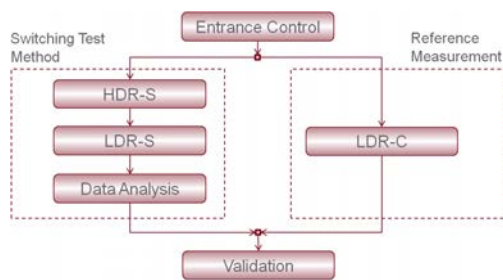 Switching Test
Method
Entrance Control
Reference
Measurement
HDR-S
LDR-S
LDR-C
Data Analysis
Validation